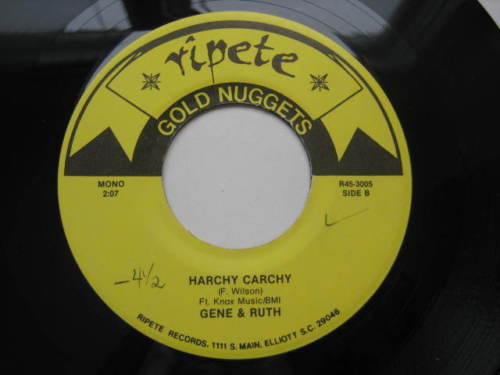 ripete
GOLD NUGGETS
MONO
2:07
R45-3005
SIDE B
-4 1/2
HARCHY CARCHY
(F. Wilson)
Ft. Knox Music/BMI
GENE & RUTH
RIPETE RECORDS, 1111 S. MAIN, ELLIOTT S.C. 29046